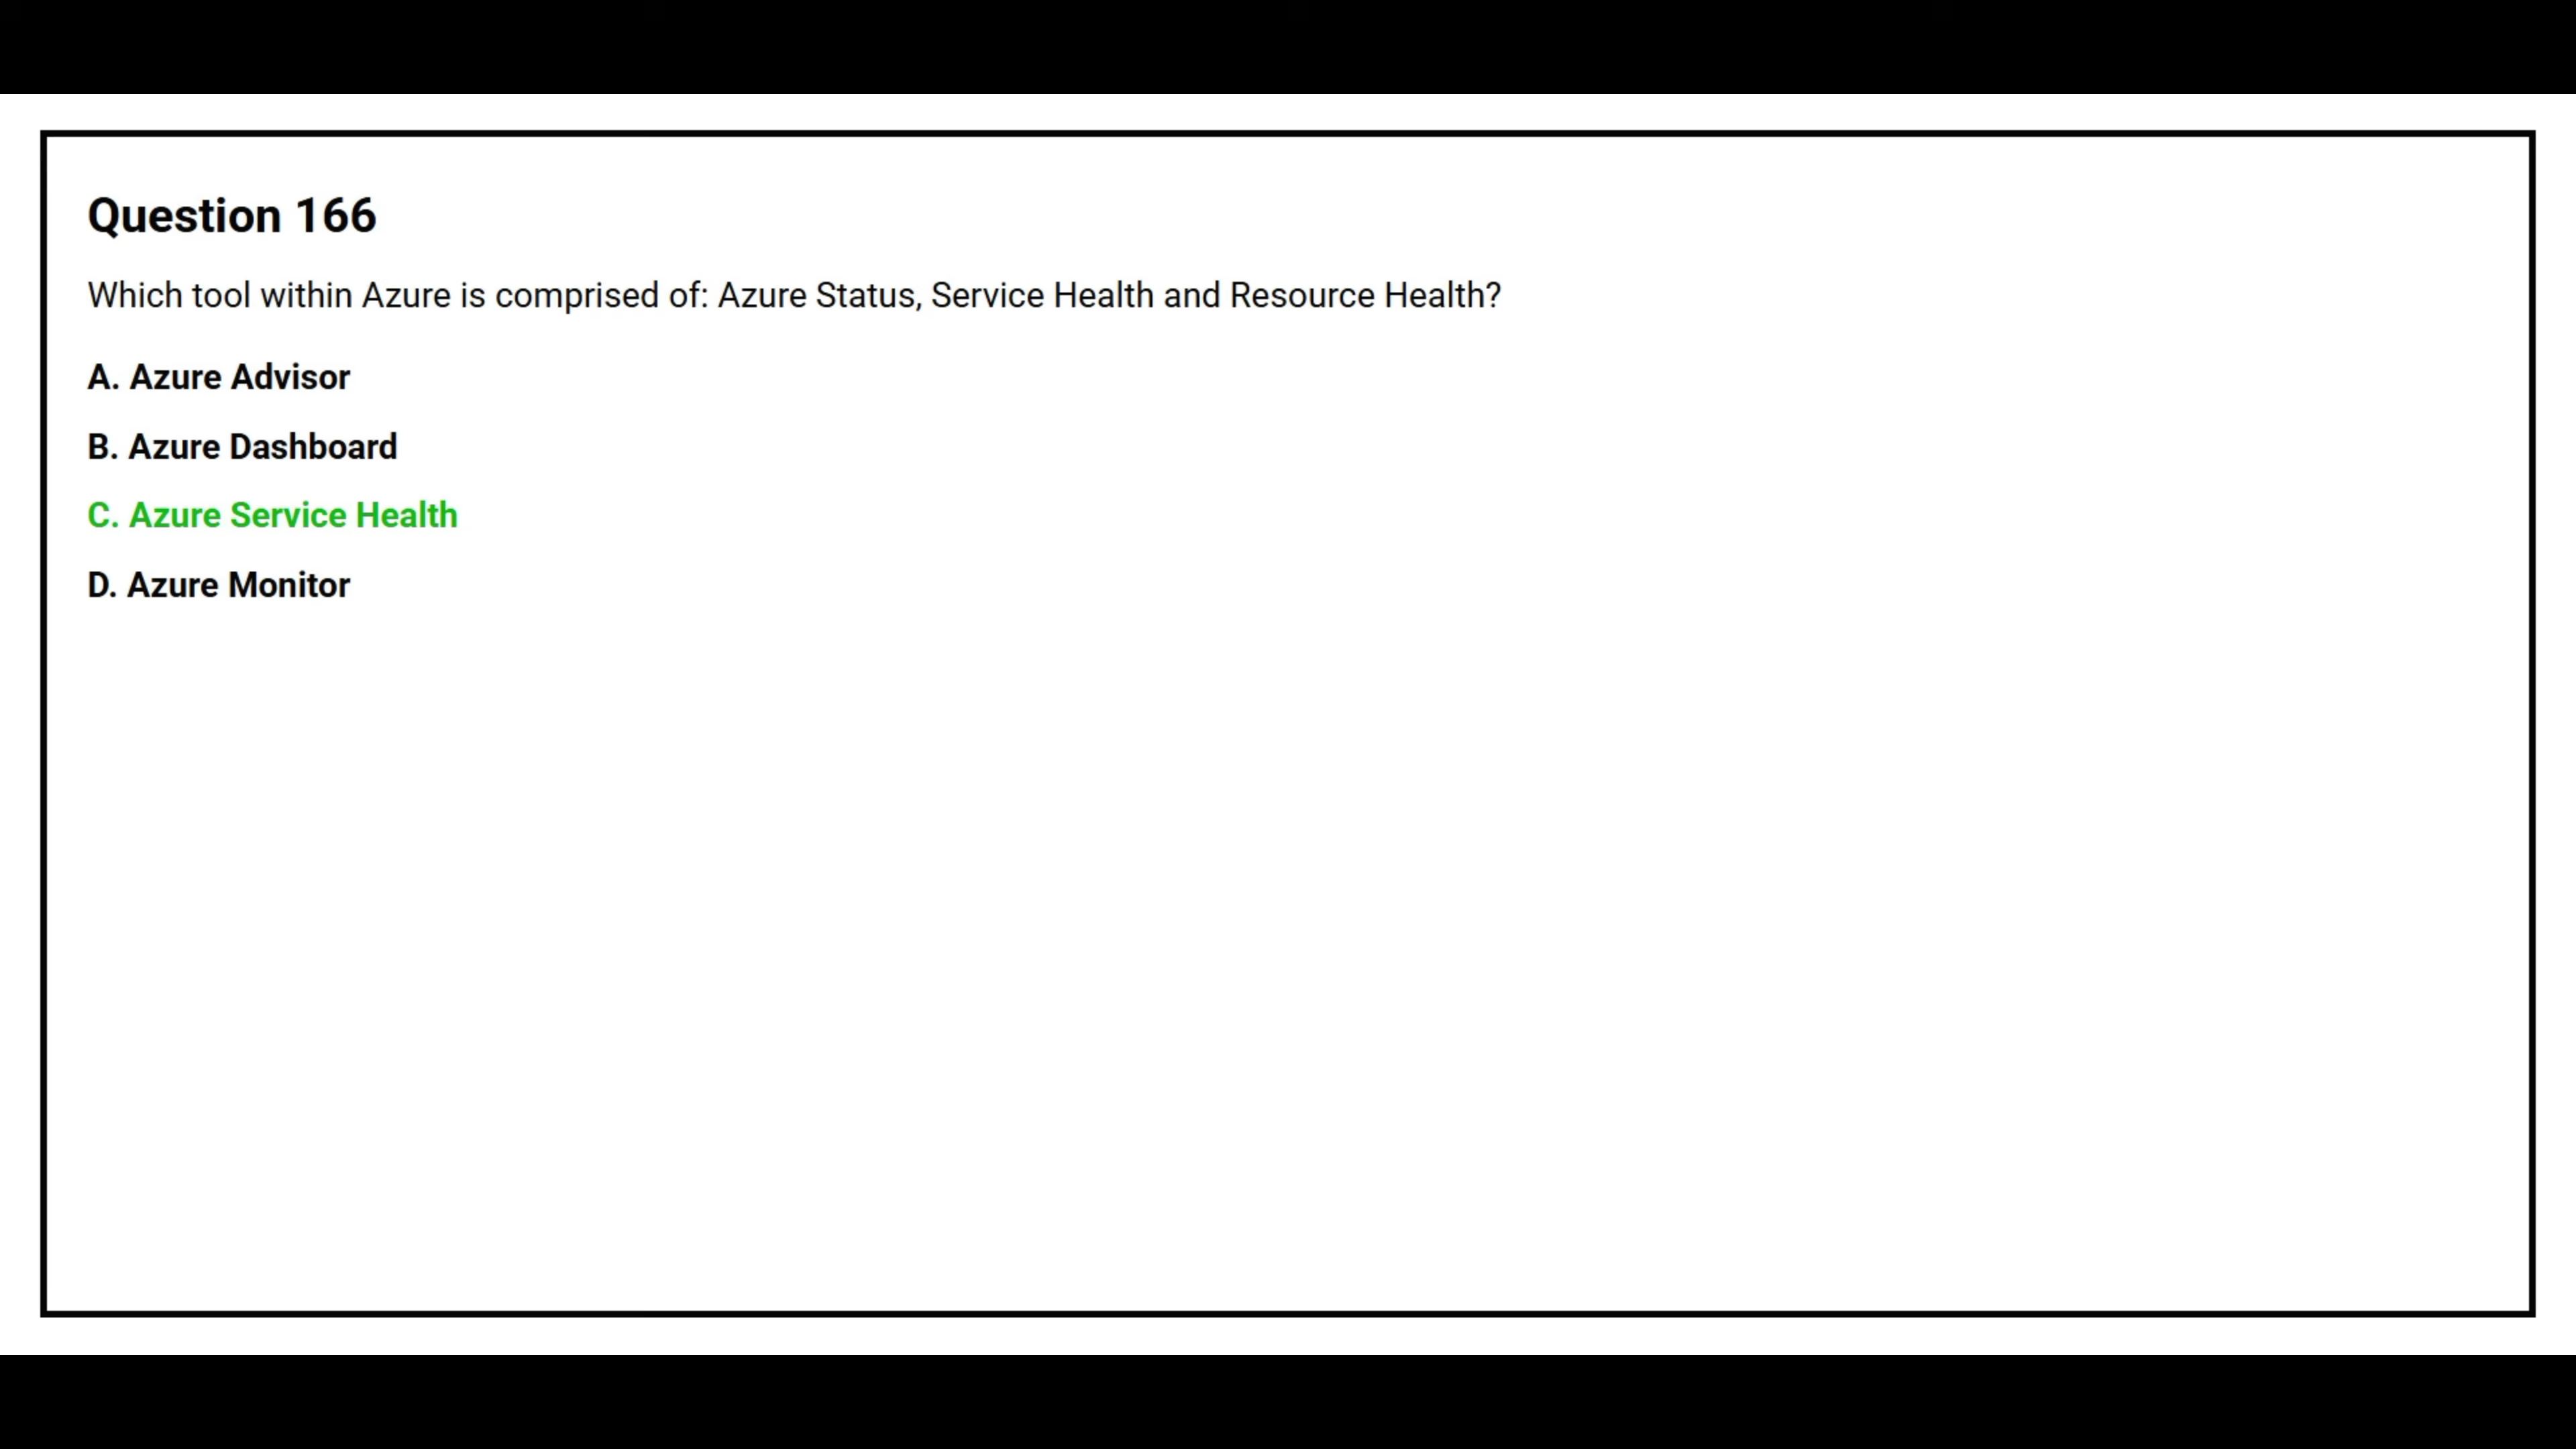 Question 166
Which tool within Azure is comprised of: Azure Status, Service Health and Resource Health?
A. Azure Advisor
B. Azure Dashboard
C. Azure Service Health
D. Azure Monitor